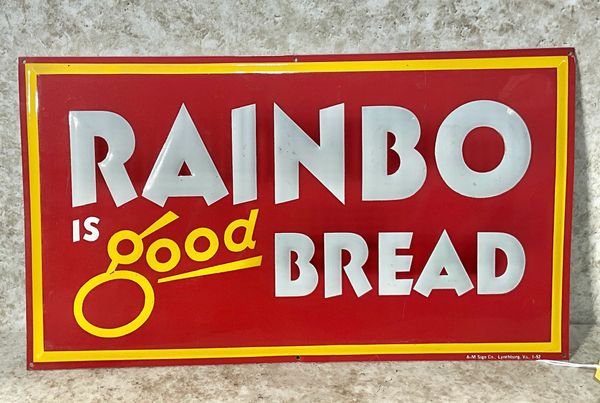 RAINBO
IS good BREAD
A-M Sign Co., Lynchburg, Va., 1-52